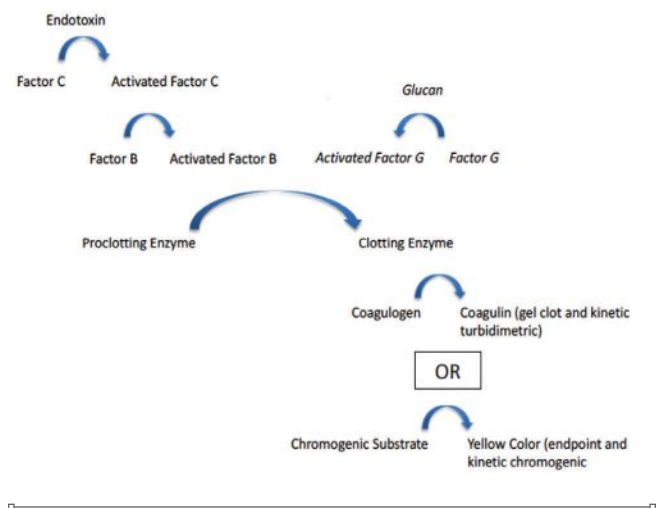 Endotoxin
Factor C
Activated Factor C
Glucan
Factor B
Activated Factor B
Activated Factor G
Factor G
Proclotting Enzyme
Clotting Enzyme
Coagulogen
Coagulin (gel clot and kinetic
turbidimetric)
OR
Chromogenic Substrate
Yellow Color (endpoint and
kinetic chromogenic